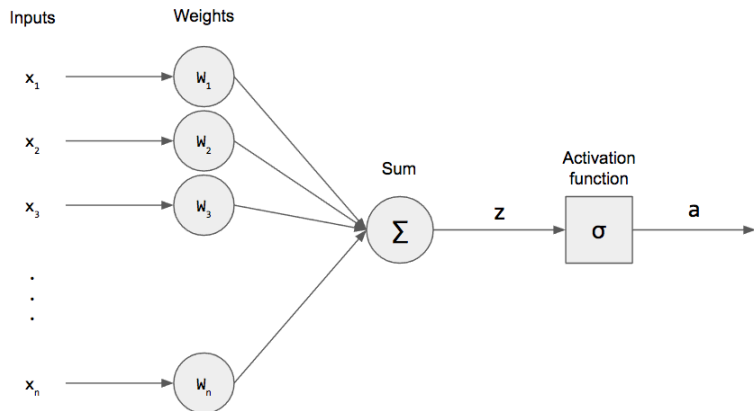 Inputs
Weights
x₁
W₁
x₂
W₂
x₃
W₃
Sum
Activation
function
Σ
z
σ
a
.
.
.
xₙ
Wₙ